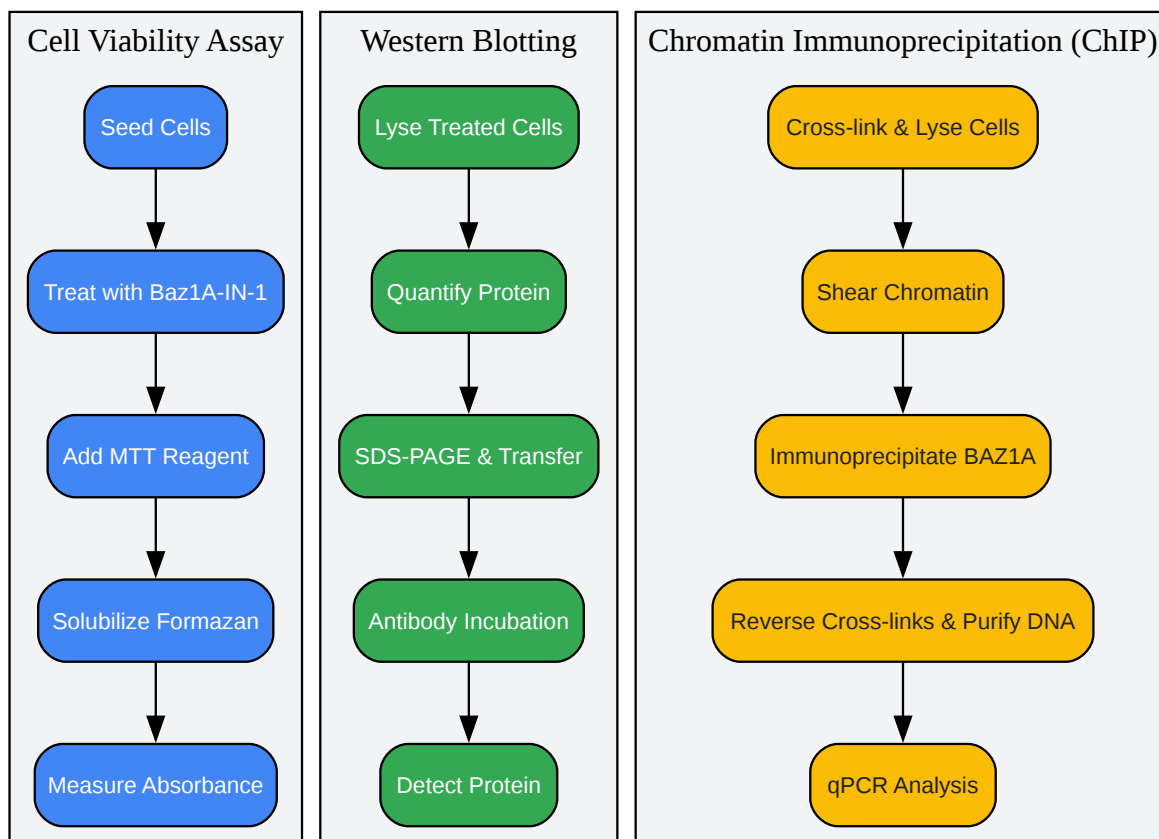 Cell Viability Assay
Seed Cells
Treat with Baz1A-IN-1
Add MTT Reagent
Solubilize Formazan
Measure Absorbance
Western Blotting
Lyse Treated Cells
Quantify Protein
SDS-PAGE & Transfer
Antibody Incubation
Detect Protein
Chromatin Immunoprecipitation (ChIP)
Cross-link & Lyse Cells
Shear Chromatin
Immunoprecipitate BAZ1A
Reverse Cross-links & Purify DNA
qPCR Analysis